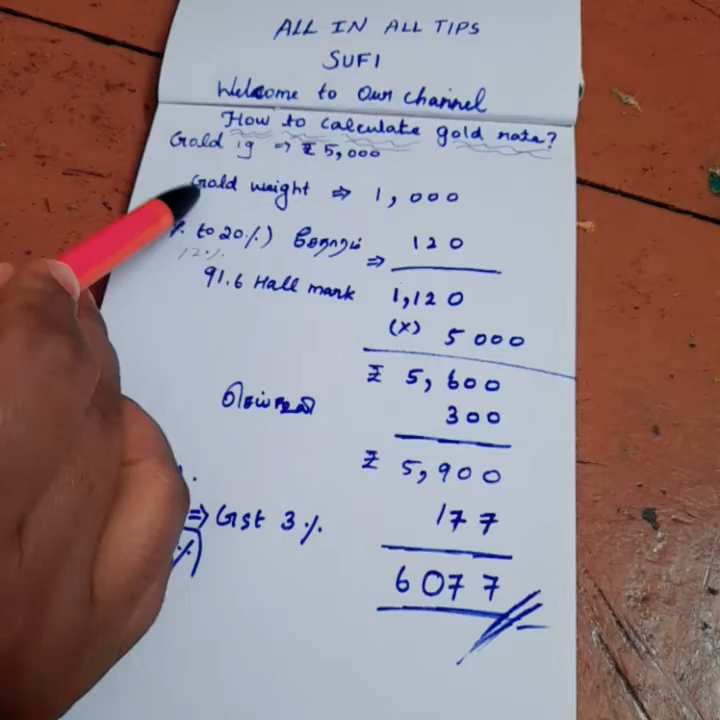 ALL IN ALL TIPS
SUFI
Welcome to Our channel
How to calculate gold rate?
Gold 1g => ₹ 5,000
Gold weight => 1,000
% to 20%) சேதாரம் => 120
12%
91.6 Hall mark 1,120
(x) 5000
₹ 5,600
செய்கூலி 300
₹ 5,900
=> Gst 3% 177
%)
6077